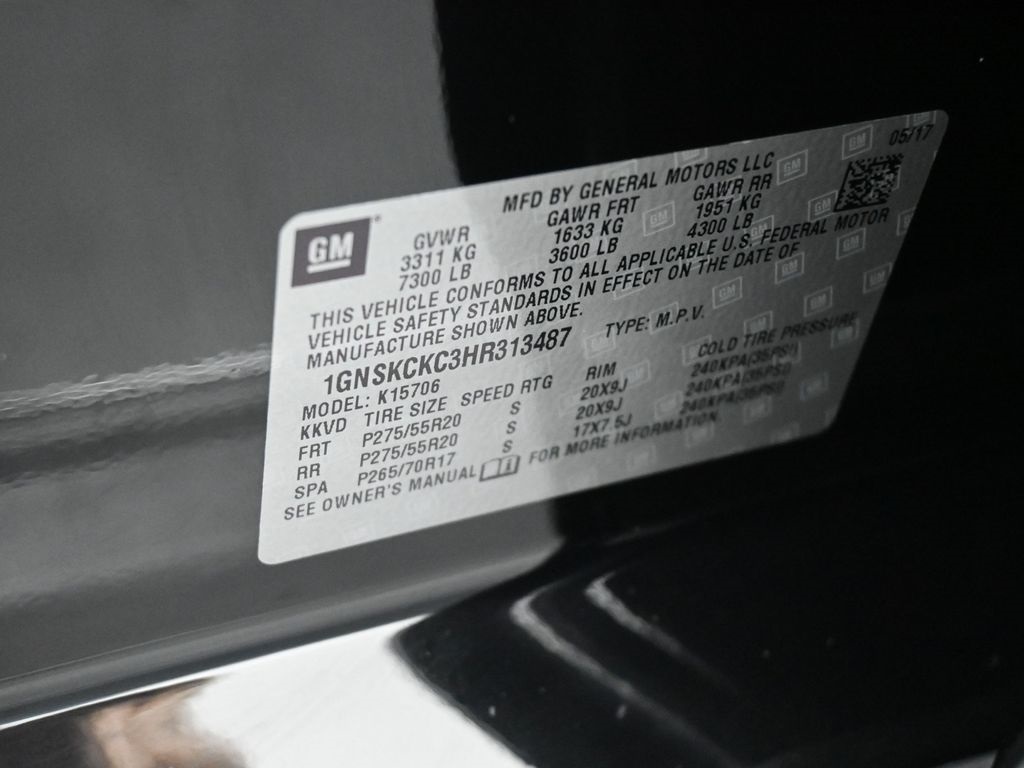 05/17
MFD BY GENERAL MOTORS LLC
GM
GVWR GAWR FRT GAWR RR
3311 KG 1633 KG 1951 KG
7300 LB 3600 LB 4300 LB
THIS VEHICLE CONFORMS TO ALL APPLICABLE U.S. FEDERAL MOTOR
VEHICLE SAFETY STANDARDS IN EFFECT ON THE DATE OF
MANUFACTURE SHOWN ABOVE.
1GNSKCKC3HR313487 TYPE: M.P.V.
MODEL: K15706
KKVD TIRE SIZE SPEED RTG RIM COLD TIRE PRESSURE
FRT P275/55R20 S 20X9J 240KPA(35PSI)
RR P275/55R20 S 20X9J 240KPA(35PSI)
SPA P265/70R17 S 17X7.5J 240KPA(35PSI)
SEE OWNER'S MANUAL FOR MORE INFORMATION.